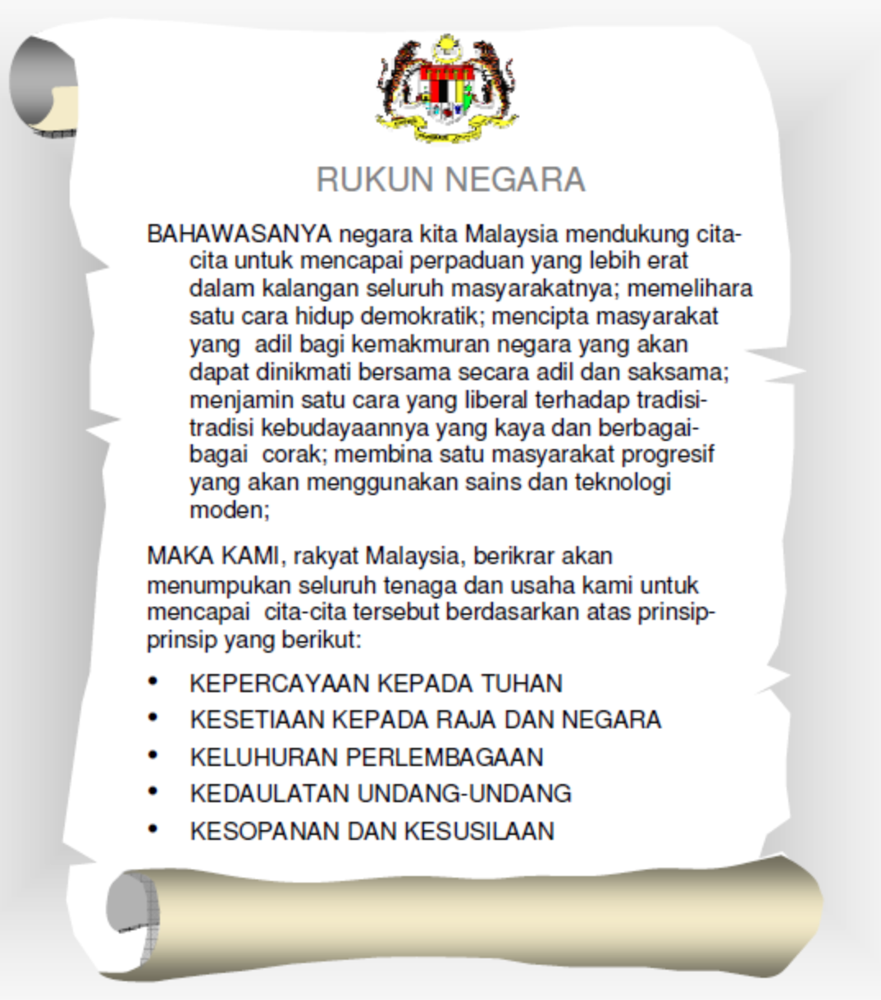 RUKUN NEGARA
BAHAWASANYA negara kita Malaysia mendukung cita-
cita untuk mencapai perpaduan yang lebih erat
dalam kalangan seluruh masyarakatnya; memelihara
satu cara hidup demokratik; mencipta masyarakat
yang  adil bagi kemakmuran negara yang akan
dapat dinikmati bersama secara adil dan saksama;
menjamin satu cara yang liberal terhadap tradisi-
tradisi kebudayaannya yang kaya dan berbagai-
bagai  corak; membina satu masyarakat progresif
yang akan menggunakan sains dan teknologi
moden;
MAKA KAMI, rakyat Malaysia, berikrar akan
menumpukan seluruh tenaga dan usaha kami untuk
mencapai  cita-cita tersebut berdasarkan atas prinsip-
prinsip yang berikut:
• KEPERCAYAAN KEPADA TUHAN
• KESETIAAN KEPADA RAJA DAN NEGARA
• KELUHURAN PERLEMBAGAAN
• KEDAULATAN UNDANG-UNDANG
• KESOPANAN DAN KESUSILAAN